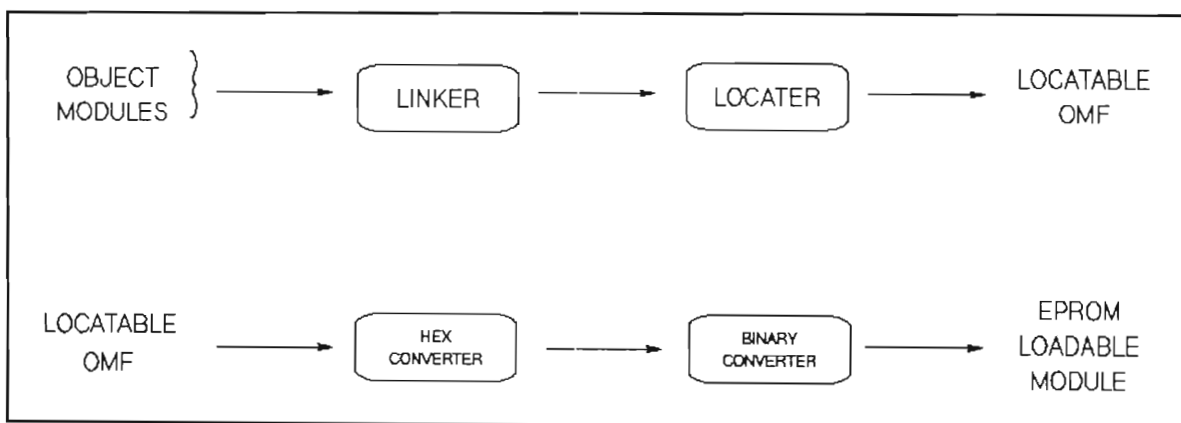 OBJECT
MODULES
LINKER
LOCATER
LOCATABLE
OMF
LOCATABLE
OMF
HEX
CONVERTER
BINARY
CONVERTER
EPROM
LOADABLE
MODULE